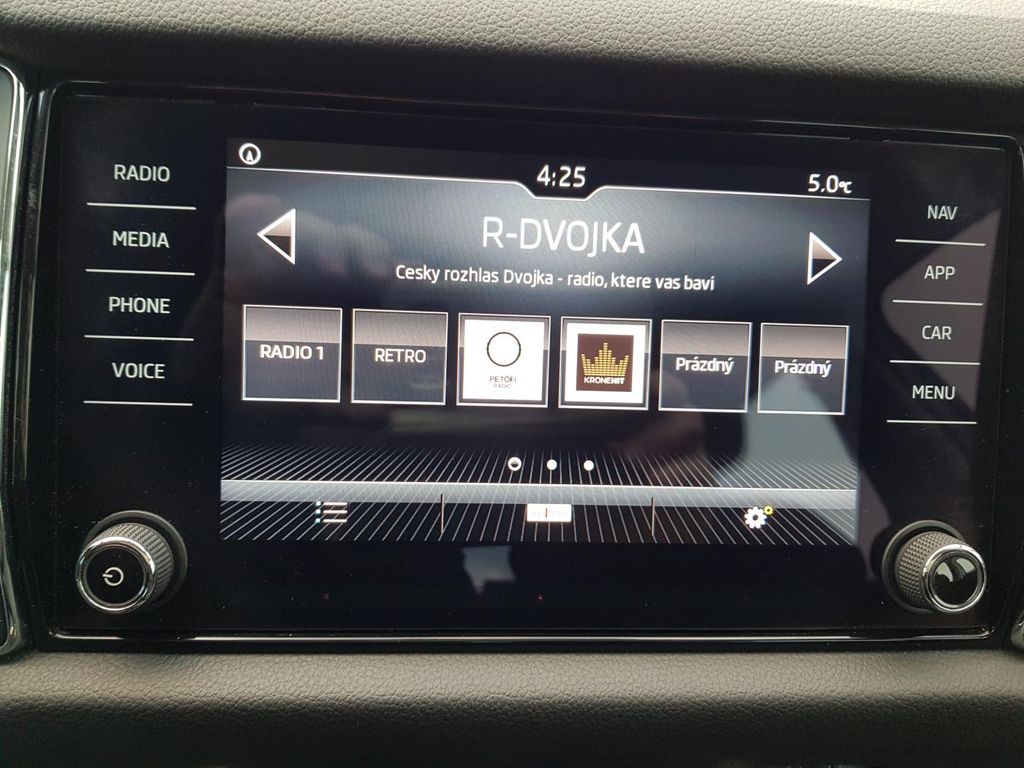 RADIO
MEDIA
PHONE
VOICE
4:25
5.0°C
R-DVOJKA
Cesky rozhlas Dvojka - radio, ktere vas baví
RADIO 1
RETRO
PETŐFI
RÁDIÓ
KRONEHIT
Prázdný
Prázdný
NAV
APP
CAR
MENU